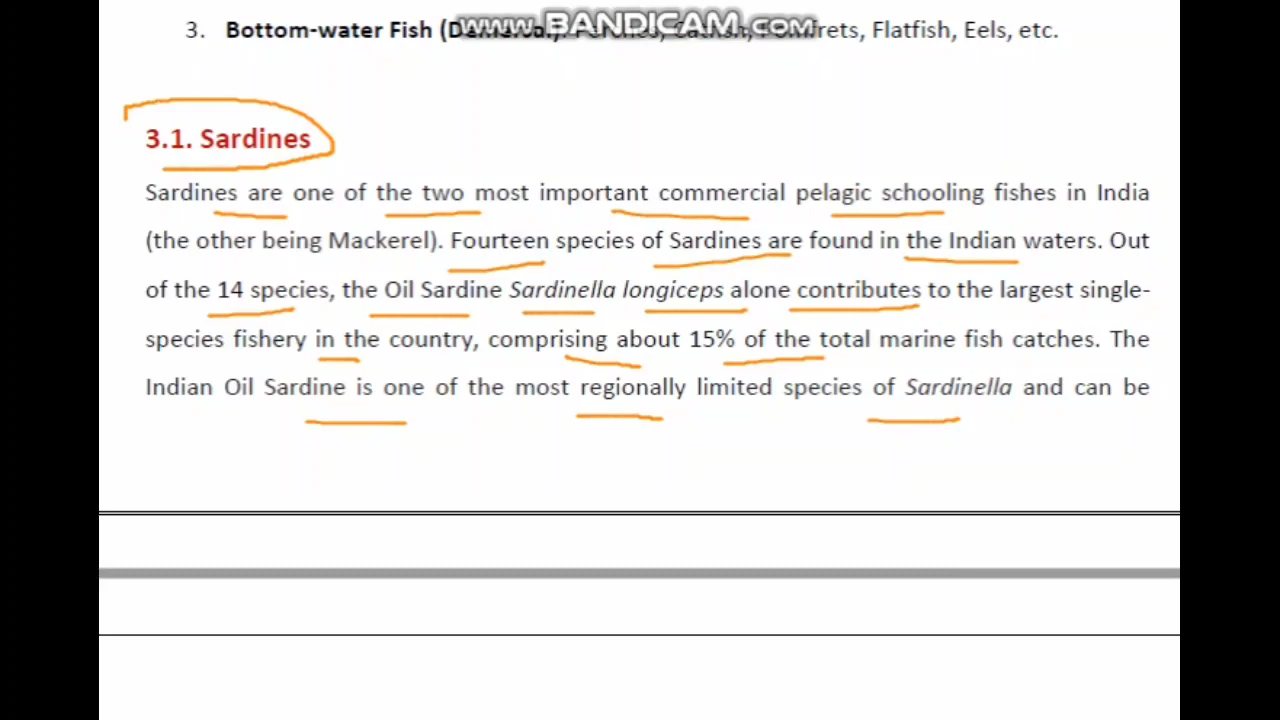 www.BANDICAM.com
3. Bottom-water Fish (Demersal): Perches, Catfish, Pomfrets, Flatfish, Eels, etc.
3.1. Sardines
Sardines are one of the two most important commercial pelagic schooling fishes in India
(the other being Mackerel). Fourteen species of Sardines are found in the Indian waters. Out
of the 14 species, the Oil Sardine Sardinella longiceps alone contributes to the largest single-
species fishery in the country, comprising about 15% of the total marine fish catches. The
Indian Oil Sardine is one of the most regionally limited species of Sardinella and can be